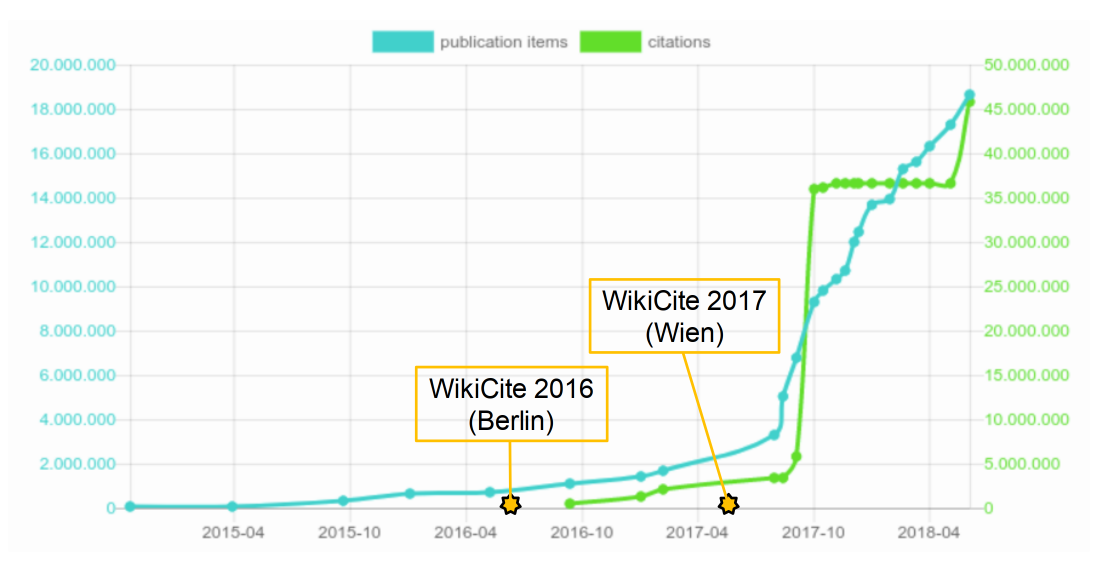 publication items citations
20.000.000 50.000.000
18.000.000 45.000.000
16.000.000 40.000.000
14.000.000 35.000.000
12.000.000 30.000.000
10.000.000 25.000.000
8.000.000 20.000.000
6.000.000 15.000.000
4.000.000 10.000.000
2.000.000 5.000.000
0 0
WikiCite 2017
(Wien)
WikiCite 2016
(Berlin)
2015-04 2015-10 2016-04 2016-10 2017-04 2017-10 2018-04